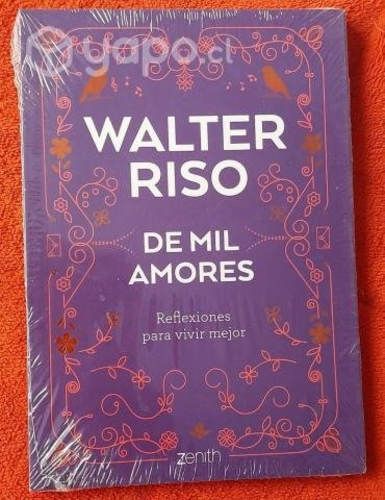 yapo.cl
WALTER
RISO
DE MIL
AMORES
Reflexiones
para vivir mejor
zenith